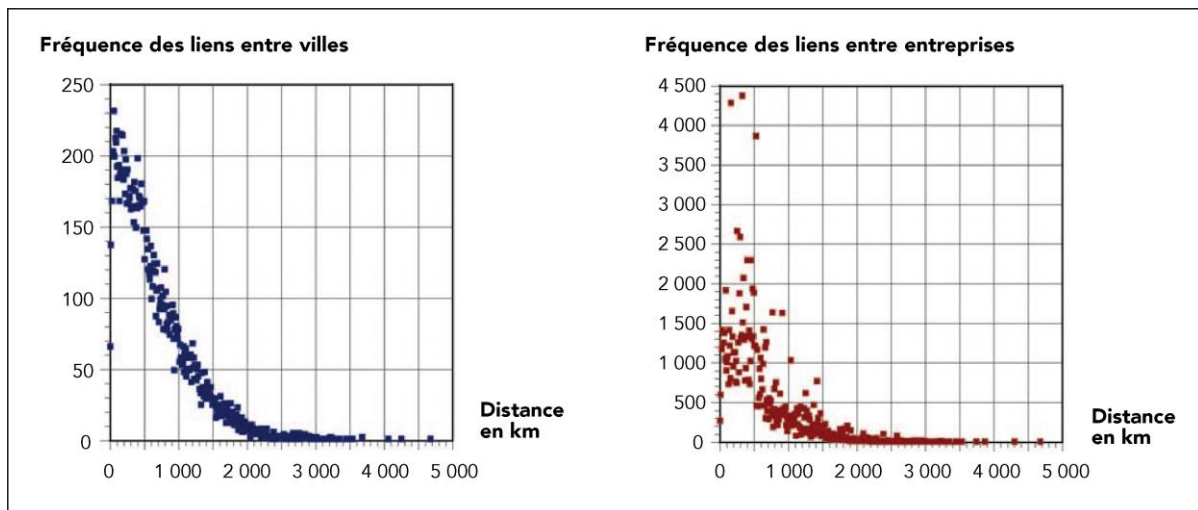 Fréquence des liens entre villes
250
200
150
100
50
0
0 1 000 2 000 3 000 4 000 5 000
Distance
en km
Fréquence des liens entre entreprises
4 500
4 000
3 500
3 000
2 500
2 000
1 500
1 000
500
0
0 1 000 2 000 3 000 4 000 5 000
Distance
en km